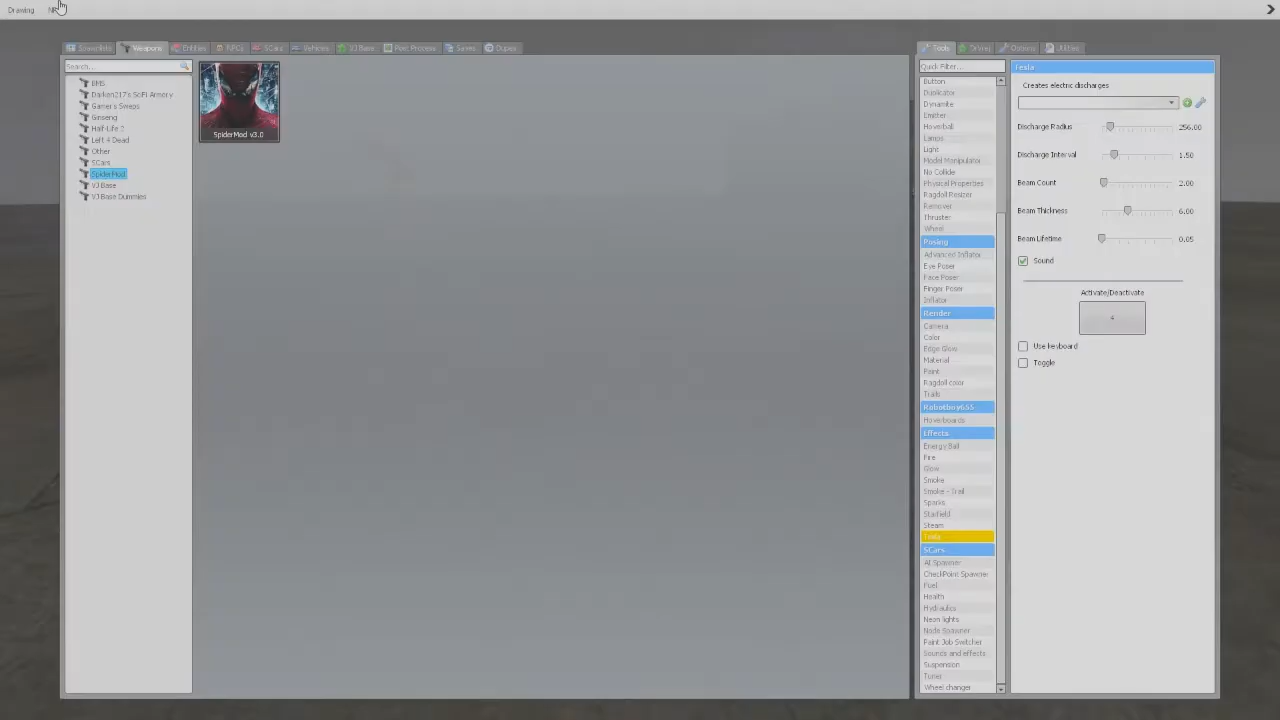 Drawing NPCs
Spawnlists Weapons Entities NPCs SCars Vehicles VJ Base Post Process Saves Dupes
Tools Drives Options Utilities
Search...
BMS
Darken217's SciFi Armory
Gamer's Sweps
Ginseng
Half-Life 2
Left 4 Dead
Other
SCars
SpiderMod
VJ Base
VJ Base Dummies
SpiderMod v3.0
Quick Filter...
Button
Duplicator
Dynamite
Emitter
Hoverball
Lamps
Light
Model Manipulator
No Collide
Physical Properties
Ragdoll Resizer
Remover
Thruster
Wheel
Posing
Advanced Inflator
Eye Poser
Face Poser
Finger Poser
Inflator
Render
Camera
Color
Edge Glow
Material
Paint
Ragdoll color
Trails
Robotboy655
Hoverboards
Effects
Energy Ball
Fire
Glow
Smoke
Smoke - Trail
Sparks
Starfield
Steam
Tesla
SCars
AI Spawner
CheckPoint Spawner
Fuel
Health
Hydraulics
Neon lights
Node Spawner
Paint Job Switcher
Sounds and effects
Suspension
Tuner
Wheel changer
Tesla
Creates electric discharges
Discharge Radius 256.00
Discharge Interval 1.50
Beam Count 2.00
Beam Thickness 6.00
Beam Lifetime 0.05
Sound
Activate/Deactivate
4
Use keyboard
Toggle